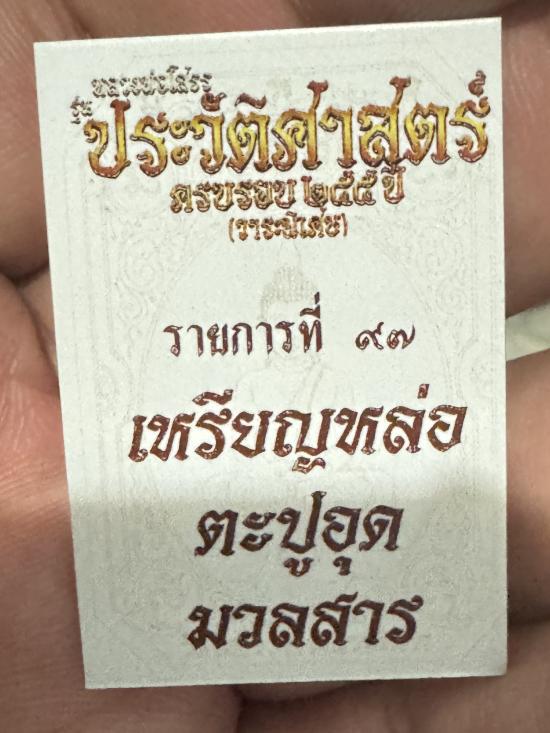 หลวงพ่อโสธร
รุ่น
ประวัติศาสตร์
ครบรอบ ๒๕๕ ปี
(วาระพิเศษ)
รายการที่ ๙๗
เหรียญหล่อ
ตะปูอุด
มวลสาร